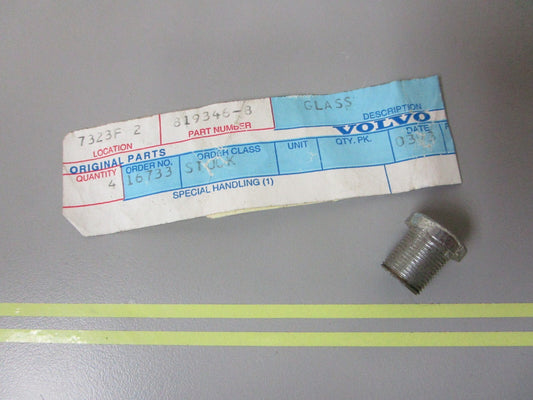 7323F 2 819346-8 GLASS
LOCATION PART NUMBER DESCRIPTION
ORIGINAL PARTS VOLVO
QUANTITY ORDER NO. ORDER CLASS UNIT QTY. PK. DATE
4 16733 STOCK
SPECIAL HANDLING (1)